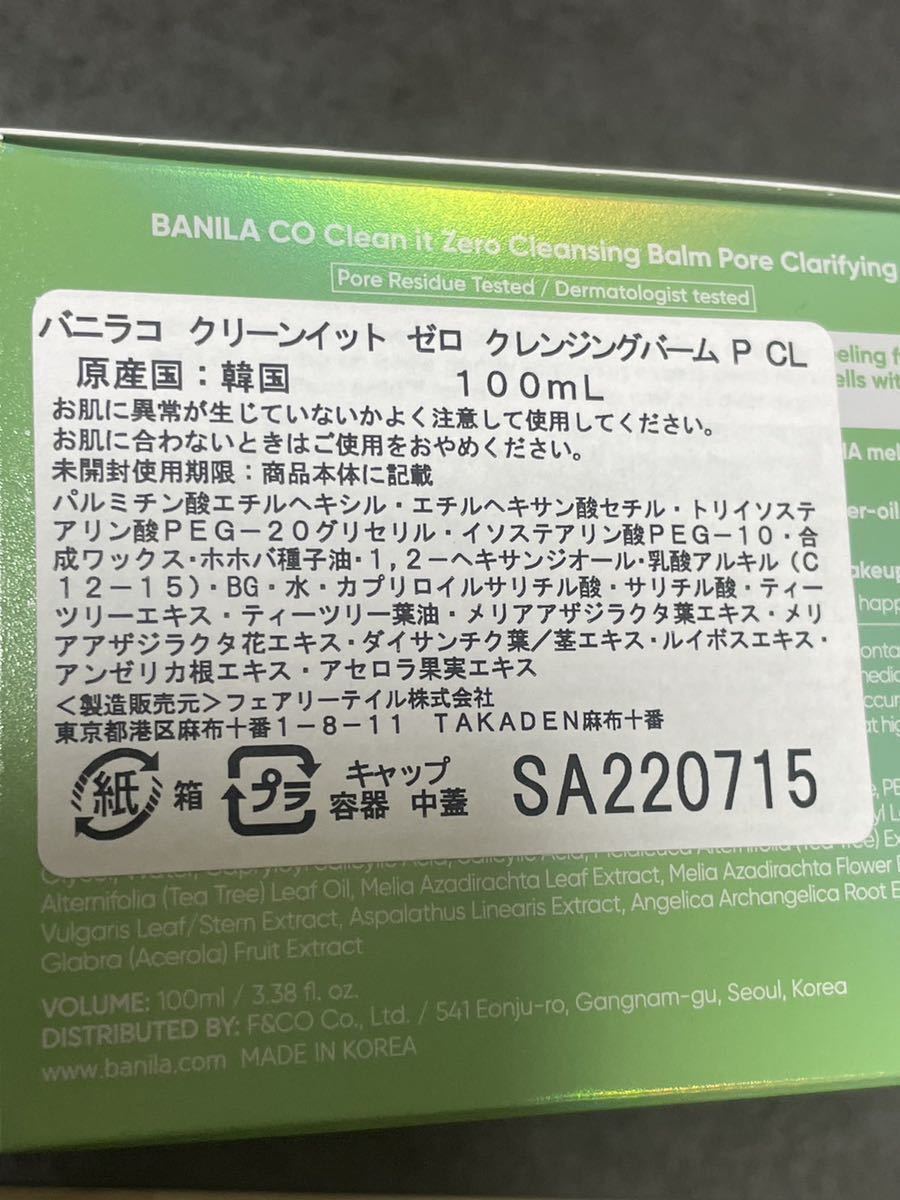 BANILA CO Clean it Zero Cleansing Balm Pore Clarifying
Pore Residue Tested / Dermatologist tested
バニラコ クリーンイット ゼロ クレンジングバーム P CL
原産国：韓国 100mL
お肌に異常が生じていないかよく注意して使用してください。
お肌に合わないときはご使用をおやめください。
未開封使用期限：商品本体に記載
パルミチン酸エチルヘキシル・エチルヘキサン酸セチル・トリイソステ
アリン酸PEG－20グリセリル・イソステアリン酸PEG－10・合
成ワックス・ホホバ種子油・1，2－ヘキサンジオール・乳酸アルキル（C
12－15）・BG・水・カプリロイルサリチル酸・サリチル酸・ティー
ツリーエキス・ティーツリー葉油・メリアアザジラクタ葉エキス・メリ
アアザジラクタ花エキス・ダイサンチク葉／茎エキス・ルイボスエキス・
アンゼリカ根エキス・アセロラ果実エキス
＜製造販売元＞フェアリーテイル株式会社
東京都港区麻布十番1－8－11 TAKADEN麻布十番
紙 箱 プラ キャップ
容器 中蓋 SA220715
Alternifolia (Tea Tree) Leaf Oil, Melia Azadirachta Leaf Extract, Melia Azadirachta Flower
Vulgaris Leaf/Stem Extract, Aspalathus Linearis Extract, Angelica Archangelica Root
Glabra (Acerola) Fruit Extract
VOLUME: 100ml / 3.38 fl. oz.
DISTRIBUTED BY: F&CO Co., Ltd. / 541 Eonju-ro, Gangnam-gu, Seoul, Korea
www.banila.com MADE IN KOREA